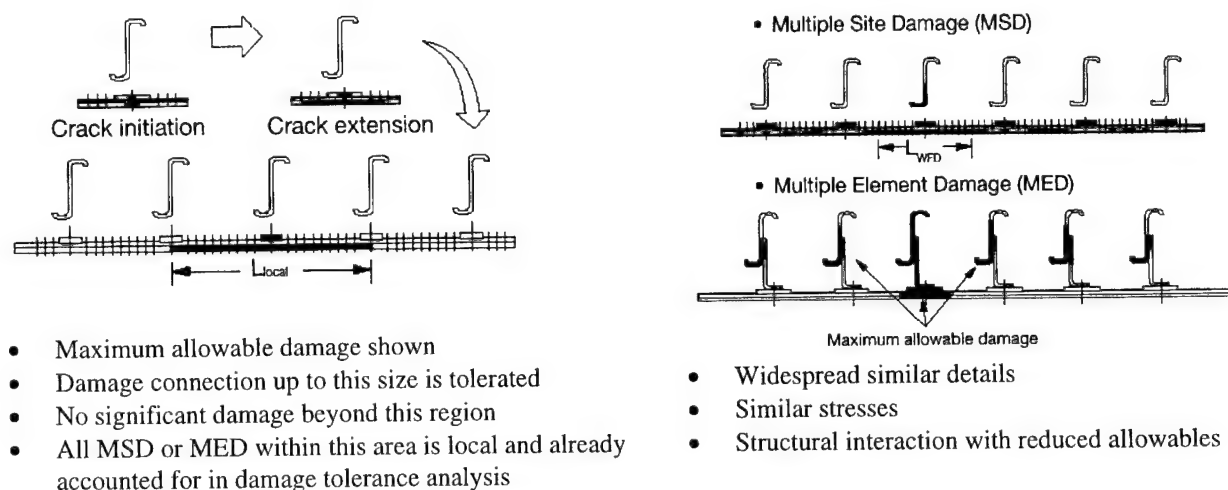 Crack initiation
Crack extension
Llocal
• Maximum allowable damage shown
• Damage connection up to this size is tolerated
• No significant damage beyond this region
• All MSD or MED within this area is local and already
accounted for in damage tolerance analysis
• Multiple Site Damage (MSD)
LWFD
• Multiple Element Damage (MED)
Maximum allowable damage
• Widespread similar details
• Similar stresses
• Structural interaction with reduced allowables